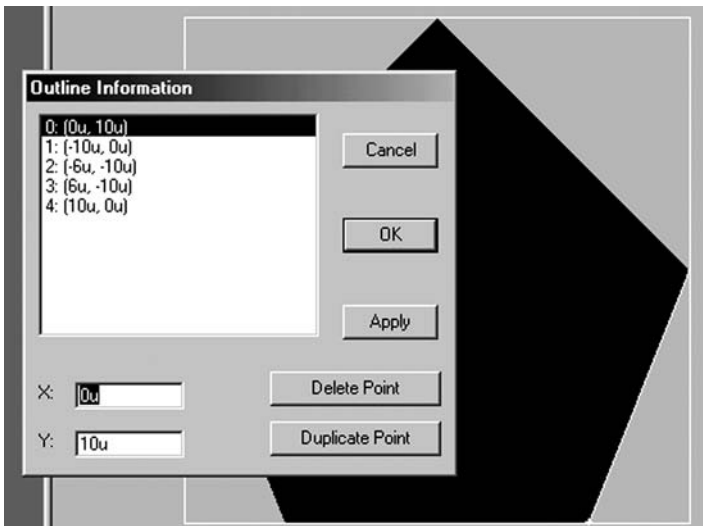 Outline Information
0: (0u, 10u)
1: (-10u, 0u)
2: (-6u, -10u)
3: (6u, -10u)
4: (10u, 0u)
Cancel
OK
Apply
X: 0u
Delete Point
Y: 10u
Duplicate Point